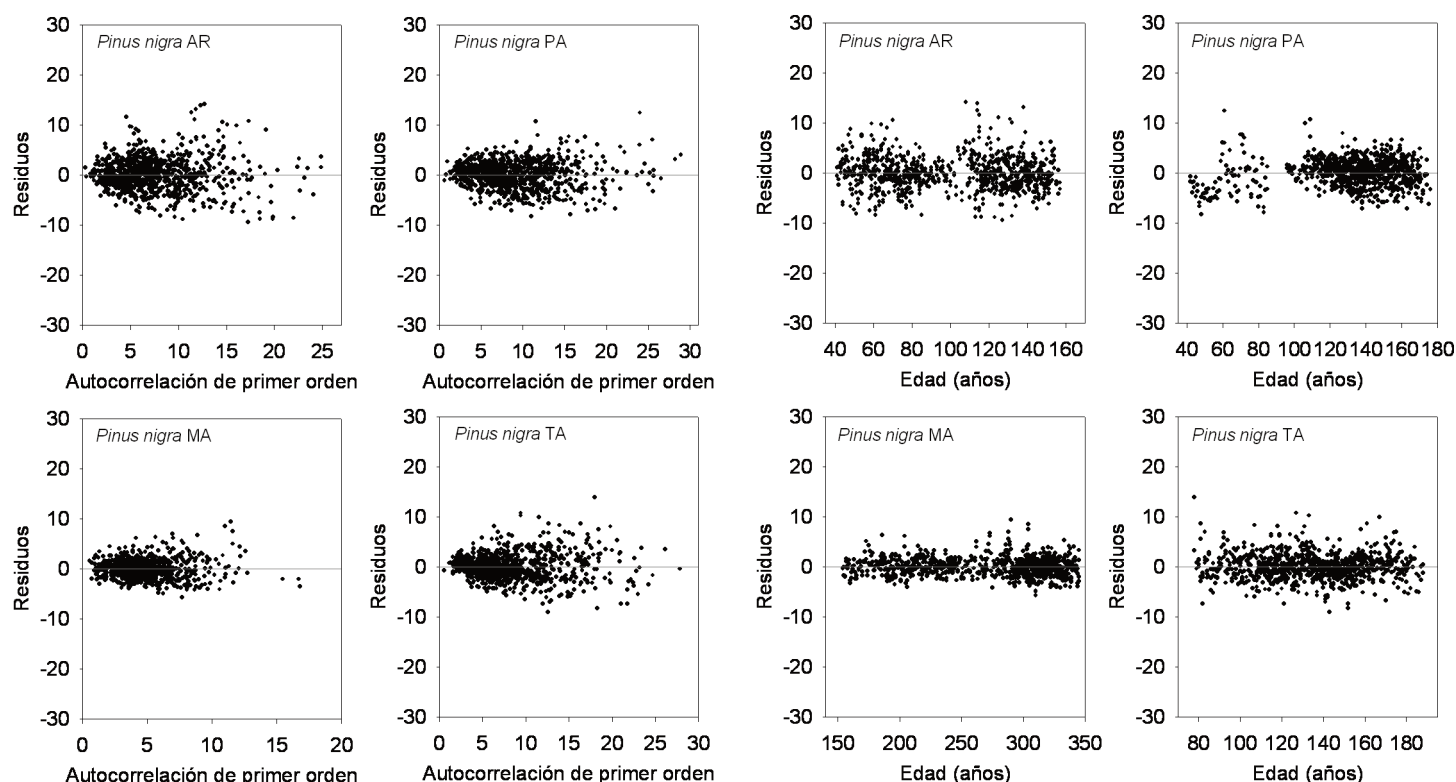 Pinus nigra AR
Residuos
30
20
10
0
-10
-20
-30
0 5 10 15 20 25
Autocorrelación de primer orden
Pinus nigra PA
Residuos
30
20
10
0
-10
-20
-30
0 5 10 15 20 25 30
Autocorrelación de primer orden
Pinus nigra AR
Residuos
30
20
10
0
-10
-20
-30
40 60 80 100 120 140 160
Edad (años)
Pinus nigra PA
Residuos
30
20
10
0
-10
-20
-30
40 60 80 100 120 140 160 180
Edad (años)
Pinus nigra MA
Residuos
30
20
10
0
-10
-20
-30
0 5 10 15 20
Autocorrelación de primer orden
Pinus nigra TA
Residuos
30
20
10
0
-10
-20
-30
0 5 10 15 20 25 30
Autocorrelación de primer orden
Pinus nigra MA
Residuos
30
20
10
0
-10
-20
-30
150 200 250 300 350
Edad (años)
Pinus nigra TA
Residuos
30
20
10
0
-10
-20
-30
80 100 120 140 160 180
Edad (años)